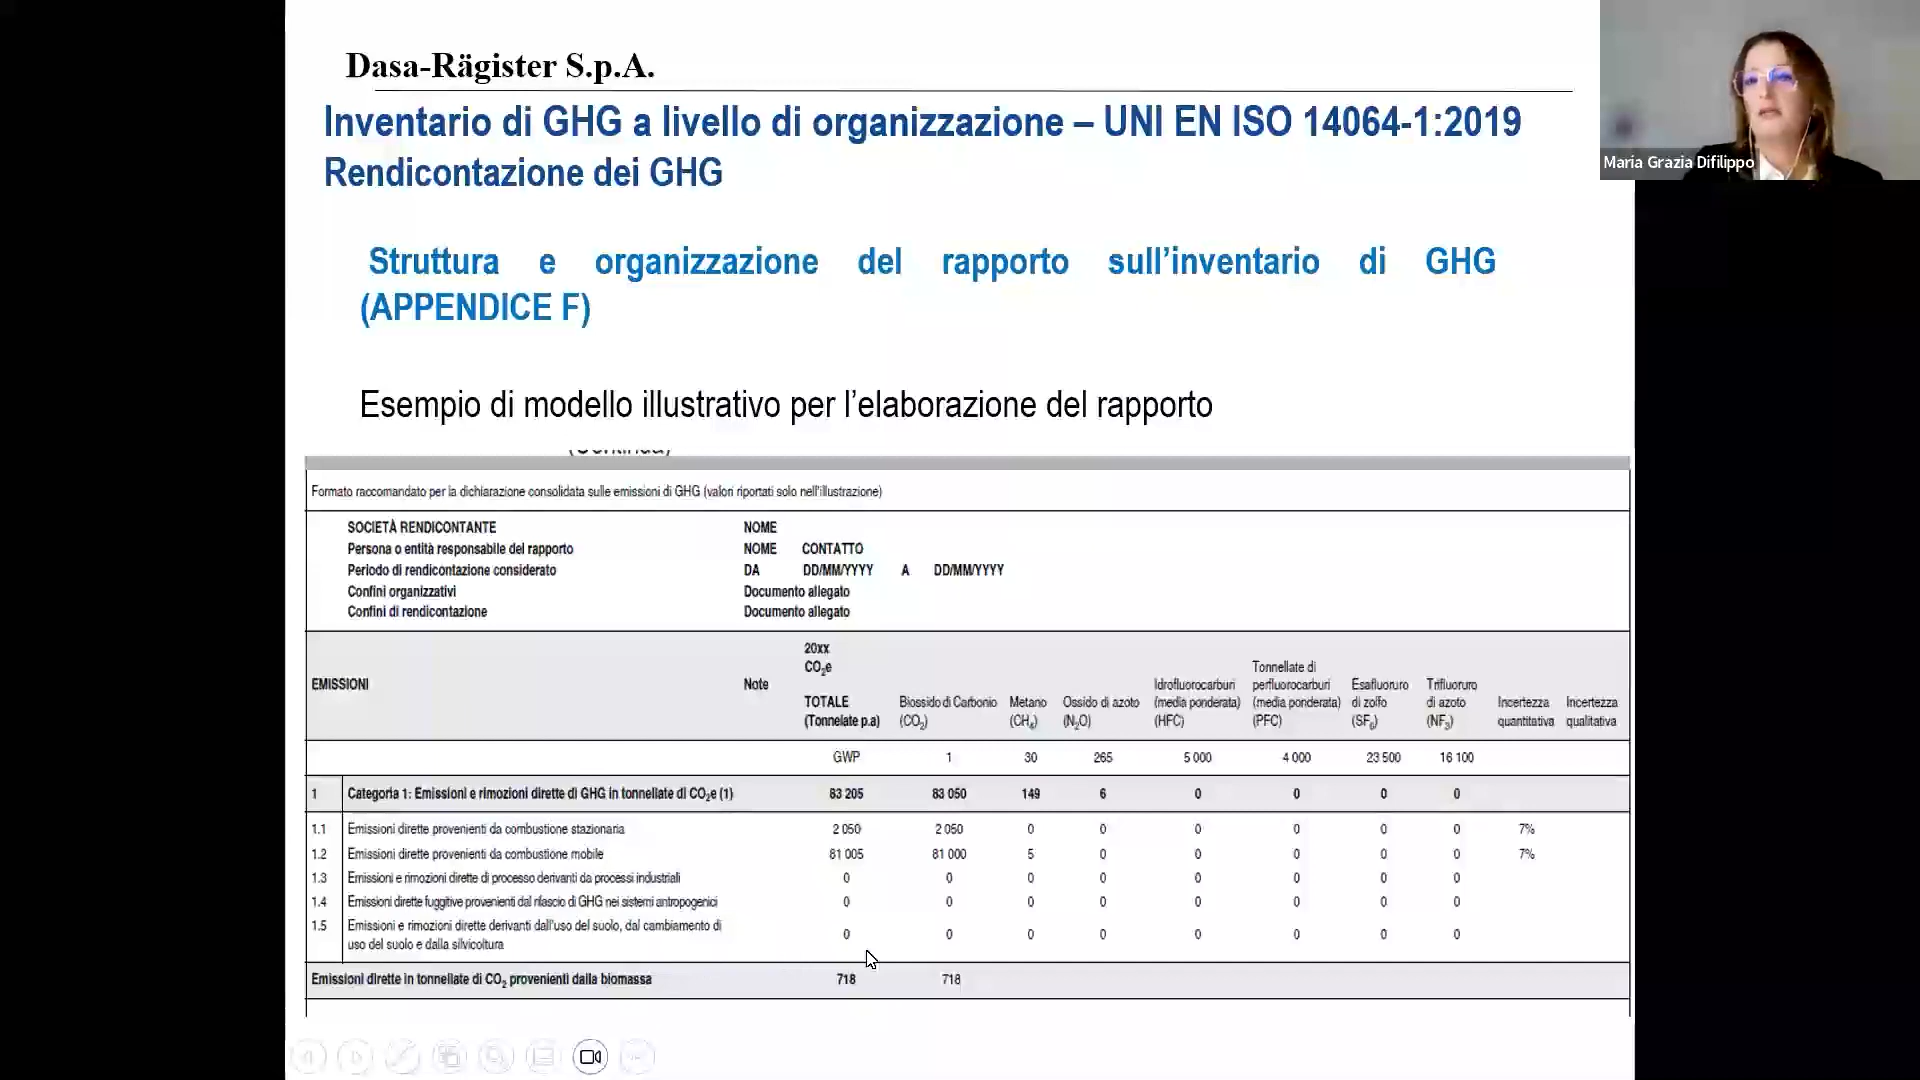 Dasa-Rägister S.p.A.
Inventario di GHG a livello di organizzazione – UNI EN ISO 14064-1:2019
Rendicontazione dei GHG
Maria Grazia Difilippo
Struttura e organizzazione del rapporto sull’inventario di GHG
(APPENDICE F)
Esempio di modello illustrativo per l’elaborazione del rapporto
(Continua)
Formato raccomandato per la dichiarazione consolidata sulle emissioni di GHG (valori riportati solo nell'illustrazione)
SOCIETÀ RENDICONTANTE NOME
Persona o entità responsabile del rapporto NOME CONTATTO
Periodo di rendicontazione considerato DA DD/MM/YYYY A DD/MM/YYYY
Confini organizzativi Documento allegato
Confini di rendicontazione Documento allegato
EMISSIONI Note
20xx
CO₂e
TOTALE
(Tonnelate p.a)
Biossido di Carbonio
(CO₂)
Metano
(CH₄)
Ossido di azoto
(N₂O)
Idrofluorocarburi
(media ponderata)
(HFC)
Tonnellate di
perfluorocarburi
(media ponderata)
(PFC)
Esafluoruro
di zolfo
(SF₆)
Trifluoruro
di azoto
(NF₃)
Incertezza
quantitativa
Incertezza
qualitativa
GWP 1 30 265 5 000 4 000 23 500 16 100
1 Categoria 1: Emissioni e rimozioni dirette di GHG in tonnellate di CO₂e (1) 83 205 83 050 149 6 0 0 0 0
1.1 Emissioni dirette provenienti da combustione stazionaria 2 050 2 050 0 0 0 0 0 0 7%
1.2 Emissioni dirette provenienti da combustione mobile 81 005 81 000 5 0 0 0 0 0 7%
1.3 Emissioni e rimozioni dirette di processo derivanti da processi industriali 0 0 0 0 0 0 0 0
1.4 Emissioni dirette fuggitive provenienti dal rilascio di GHG nei sistemi antropogenici 0 0 0 0 0 0 0 0
1.5 Emissioni e rimozioni dirette derivanti dall'uso del suolo, dal cambiamento di
uso del suolo e dalla silvicoltura 0 0 0 0 0 0 0 0
Emissioni dirette in tonnellate di CO₂ provenienti dalla biomassa 718 718